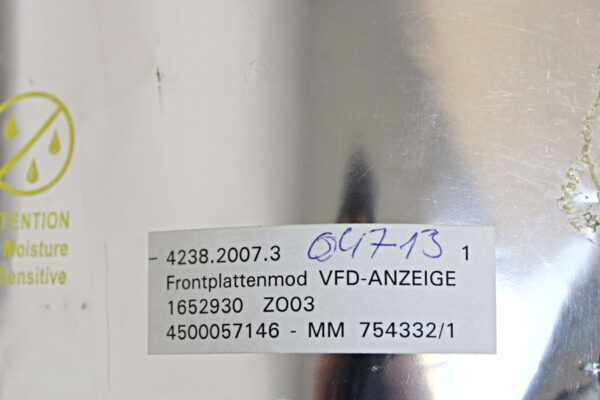 TENTION
Moisture
Sensitive
- 4238.2007.3 04713 1
Frontplattenmod VFD-ANZEIGE
1652930 ZO03
4500057146 - MM 754332/1